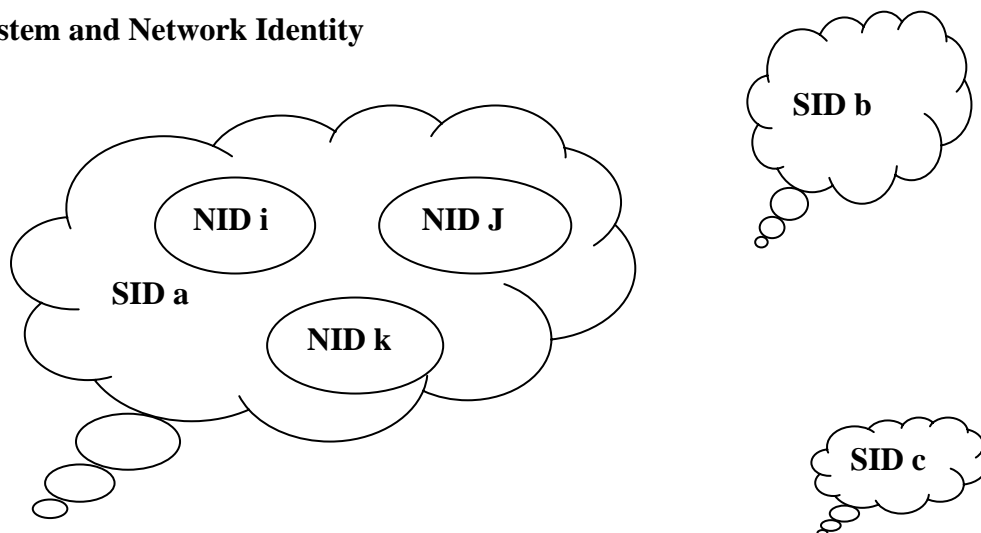 stem and Network Identity
SID b
NID i
NID J
SID a
NID k
SID c